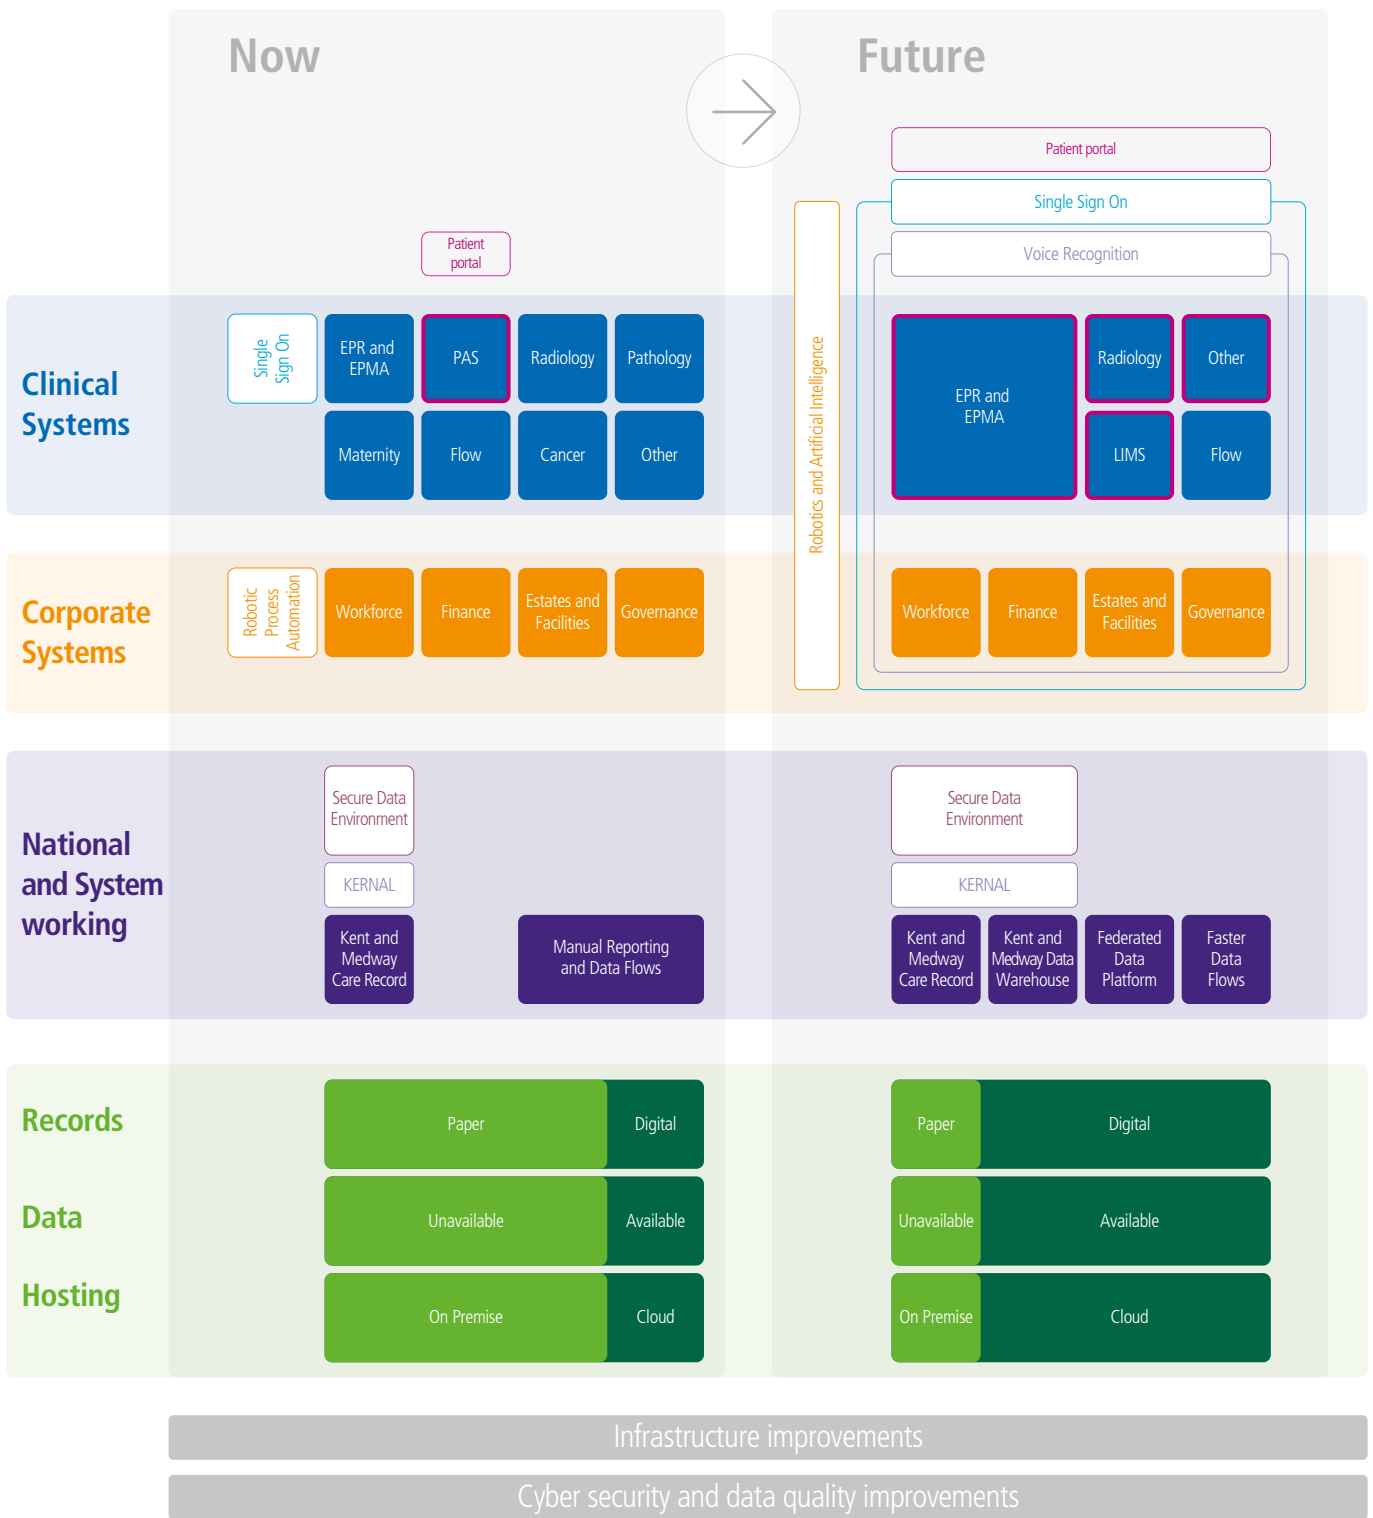 Now
Future
Patient portal
Single Sign On
Voice Recognition
Patient
portal
Robotics and Artificial Intelligence
Clinical
Systems
Single
Sign On
EPR and
EPMA
PAS
Radiology
Pathology
Maternity
Flow
Cancer
Other
EPR and
EPMA
Radiology
Other
LIMS
Flow
Corporate
Systems
Robotic
Process
Automation
Workforce
Finance
Estates and
Facilities
Governance
Workforce
Finance
Estates and
Facilities
Governance
National
and System
working
Secure Data
Environment
KERNAL
Kent and
Medway
Care Record
Manual Reporting
and Data Flows
Secure Data
Environment
KERNAL
Kent and
Medway
Care Record
Kent and
Medway Data
Warehouse
Federated
Data
Platform
Faster
Data
Flows
Records
Paper
Digital
Paper
Digital
Data
Unavailable
Available
Unavailable
Available
Hosting
On Premise
Cloud
On Premise
Cloud
Infrastructure improvements
Cyber security and data quality improvements